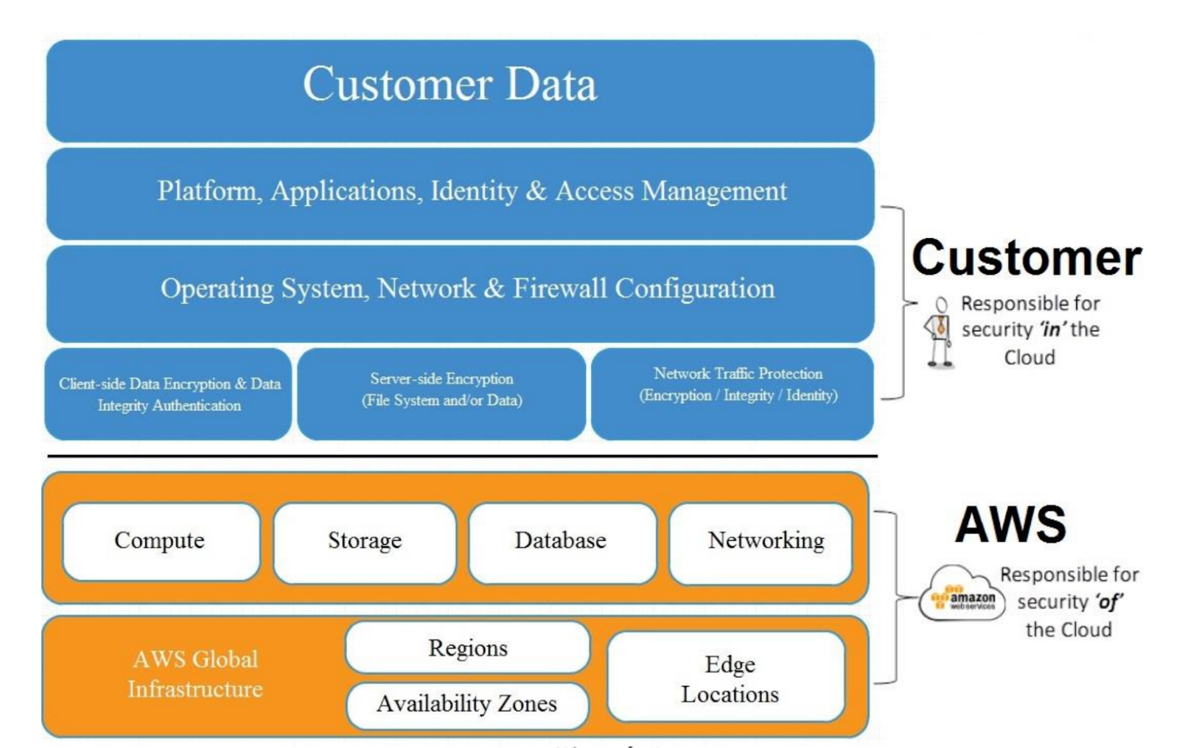 Customer Data
Platform, Applications, Identity & Access Management
Operating System, Network & Firewall Configuration
Client-side Data Encryption & Data
Integrity Authentication
Server-side Encryption
(File System and/or Data)
Network Traffic Protection
(Encryption / Integrity / Identity)
Customer
Responsible for
security 'in' the
Cloud
Compute
Storage
Database
Networking
AWS
Responsible for
security 'of'
the Cloud
amazon
web services
AWS Global
Infrastructure
Regions
Availability Zones
Edge
Locations